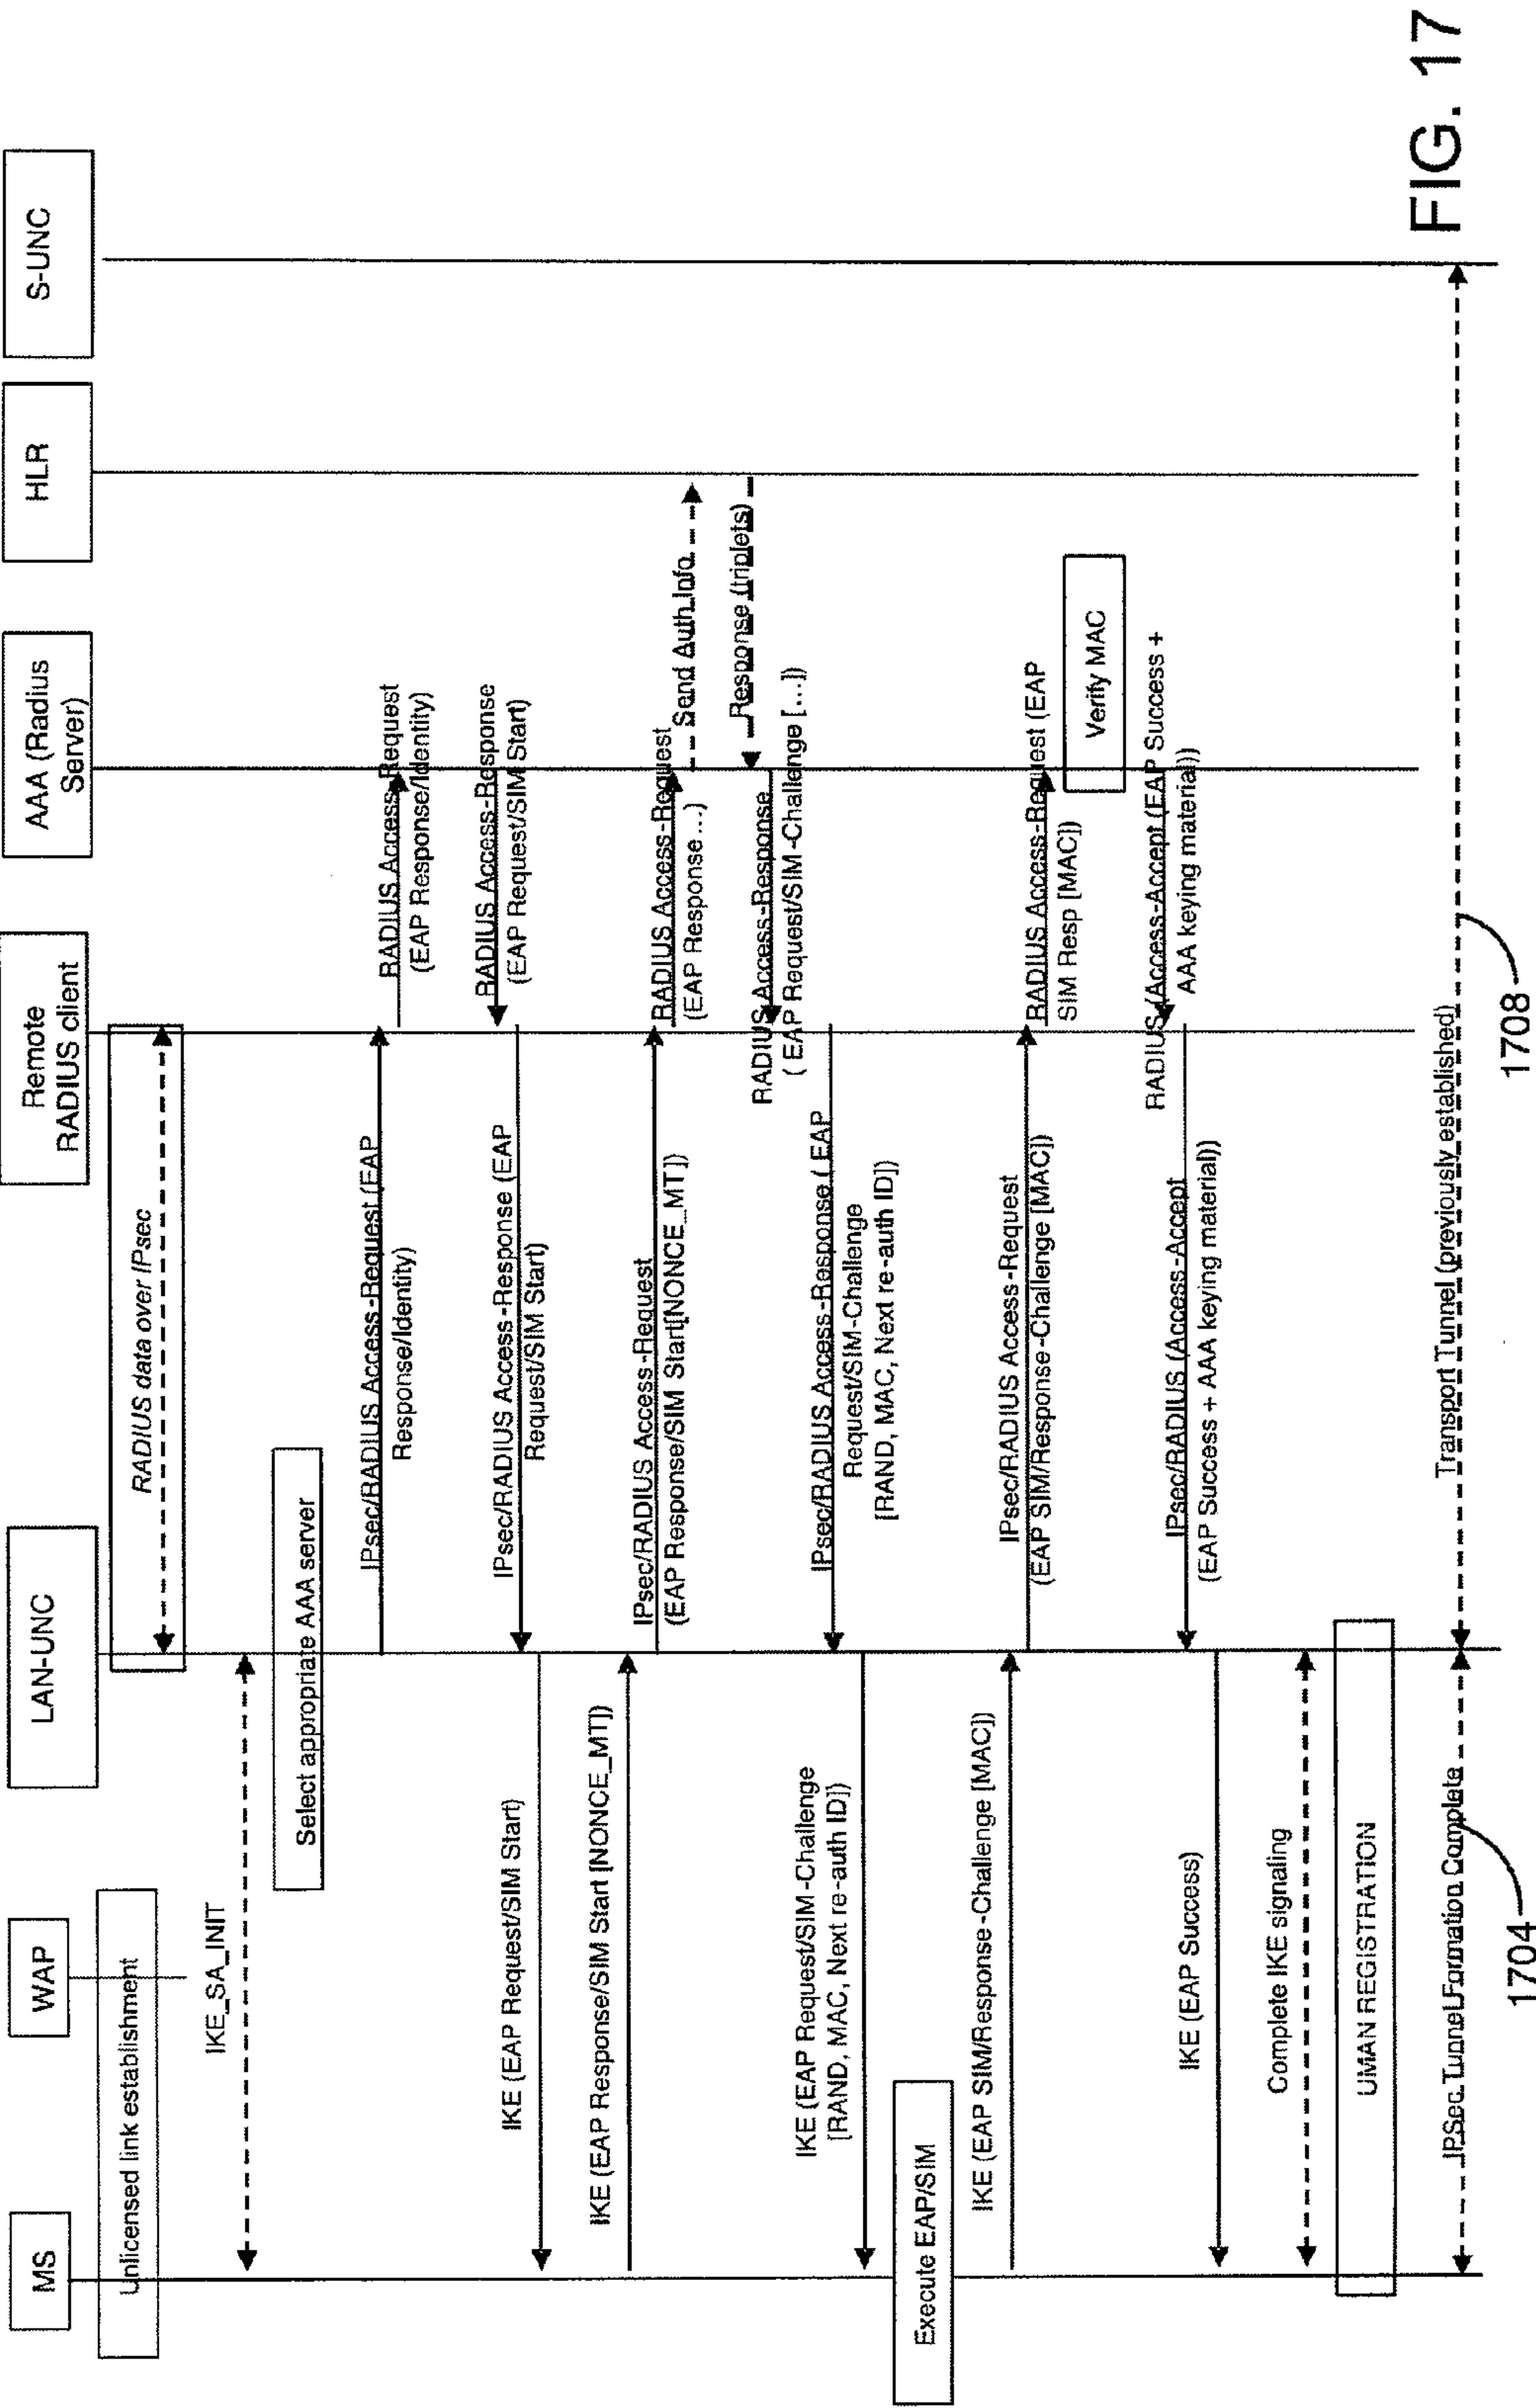 MS
WAP
LAN-UNC
Remote
RADIUS client
AAA (Radius
Server)
HLR
S-UNC
Unlicensed link establishment
RADIUS data over IPsec
IKE_SA_INIT
Select appropriate AAA server
IPsec/RADIUS Access-Request (EAP
Response/Identity)
RADIUS Access-Request
(EAP Response/Identity)
RADIUS Access-Response
(EAP Request/SIM Start)
IPsec/RADIUS Access-Response (EAP
Request/SIM Start)
IKE (EAP Request/SIM Start)
IKE (EAP Response/SIM Start [NONCE_MT])
IPsec/RADIUS Access-Request
(EAP Response/SIM Start[NONCE_MT])
RADIUS Access-Request
(EAP Response...)
Send Auth Info
Response (triplets)
RADIUS Access-Response
( EAP Request/SIM-Challenge [...])
IPsec/RADIUS Access-Response ( EAP
Request/SIM-Challenge
[RAND, MAC, Next re-auth ID])
IKE (EAP Request/SIM-Challenge
[RAND, MAC, Next re-auth ID])
Execute EAP/SIM
IKE (EAP SIM/Response-Challenge [MAC])
IPsec/RADIUS Access-Request
(EAP SIM/Response-Challenge [MAC])
RADIUS Access-Request (EAP
SIM Resp [MAC])
Verify MAC
RADIUS (Access-Accept (EAP Success +
AAA keying material))
IPsec/RADIUS (Access-Accept
(EAP Success + AAA keying material))
IKE (EAP Success)
Complete IKE signaling
UMAN REGISTRATION
IPSec Tunnel Formation Complete
Transport Tunnel (previously established)
1704
1708
FIG. 17